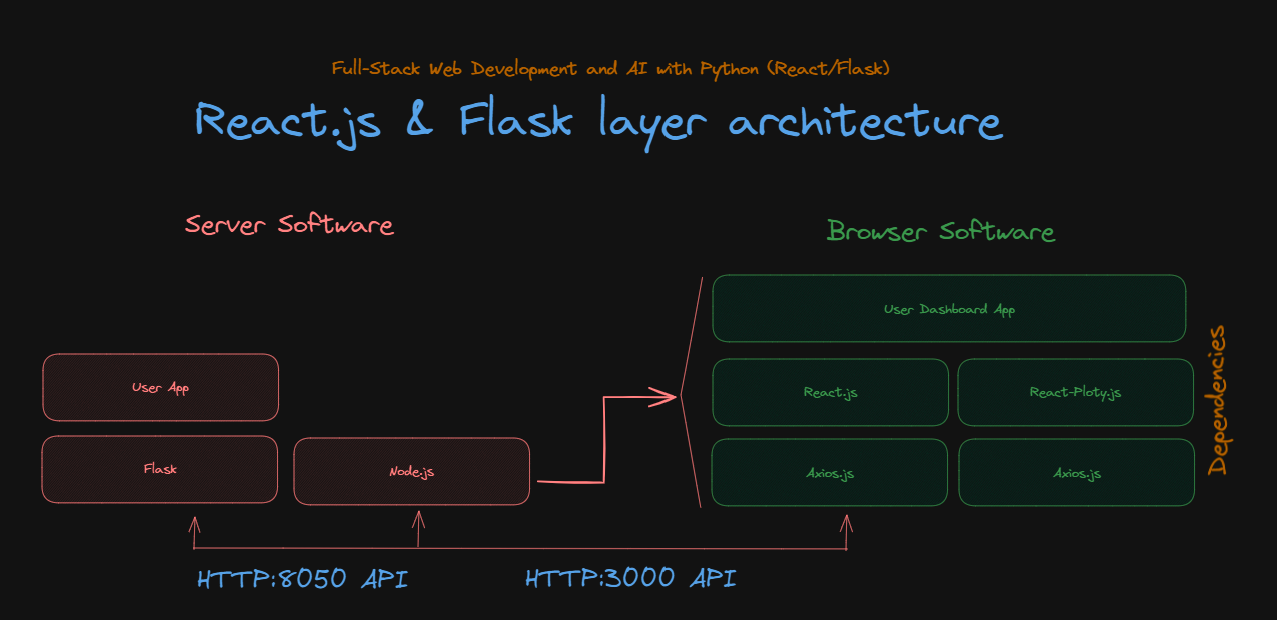 Full-Stack Web Development and AI with Python (React/Flask)
React.js & Flask layer architecture
Server Software
Browser Software
User Dashboard App
User App
React.js
React-Ploty.js
Dependencies
Flask
Node.js
Axios.js
Axios.js
HTTP:8050 API
HTTP:3000 API